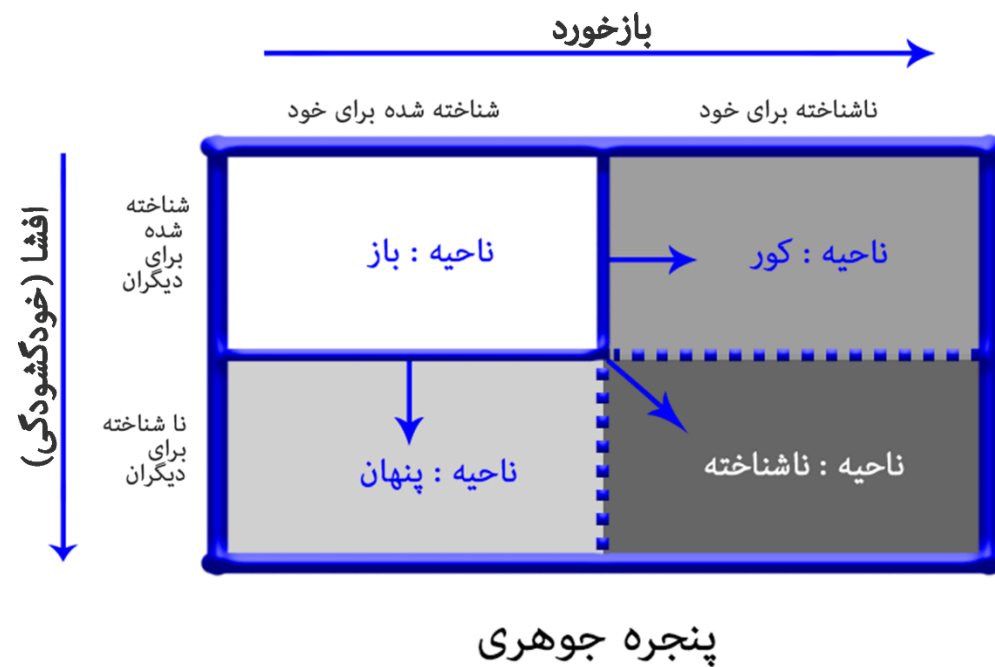 بازخورد
شناخته شده برای خود
ناشناخته برای خود
افشا (خودگشودگی)
شناخته
شده
برای
دیگران
ناحیه : باز
ناحیه : کور
نا شناخته
برای
دیگران
ناحیه : پنهان
ناحیه : ناشناخته
پنجره جوهری